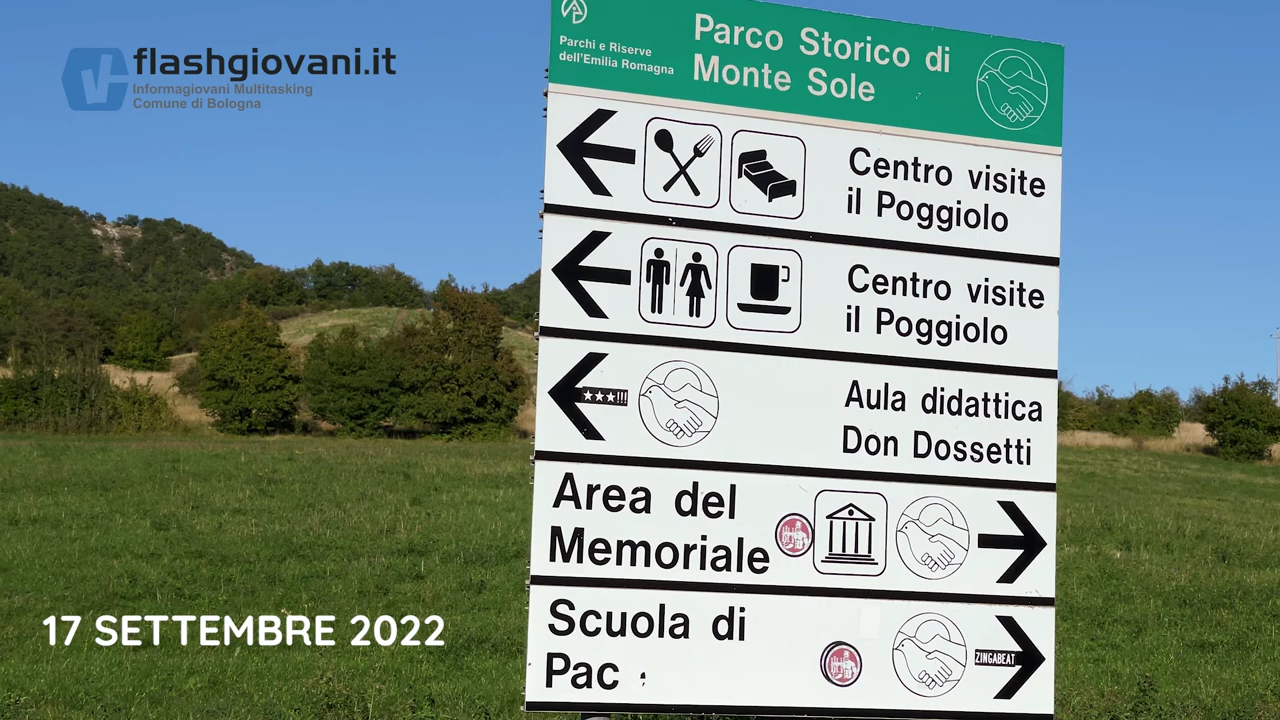 flashgiovani.it
Informagiovani Multitasking
Comune di Bologna
Parchi e Riserve
dell'Emilia Romagna
Parco Storico di
Monte Sole
Centro visite
il Poggiolo
Centro visite
il Poggiolo
★★★!!!
Aula didattica
Don Dossetti
Area del
Memoriale
Scuola di
Pac
ZINGABEAT
17 SETTEMBRE 2022